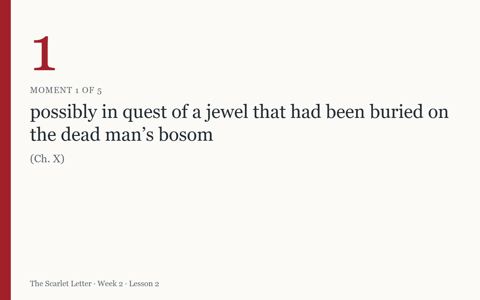 1
MOMENT 1 OF 5
possibly in quest of a jewel that had been buried on
the dead man’s bosom
(Ch. X)
The Scarlet Letter · Week 2 · Lesson 2